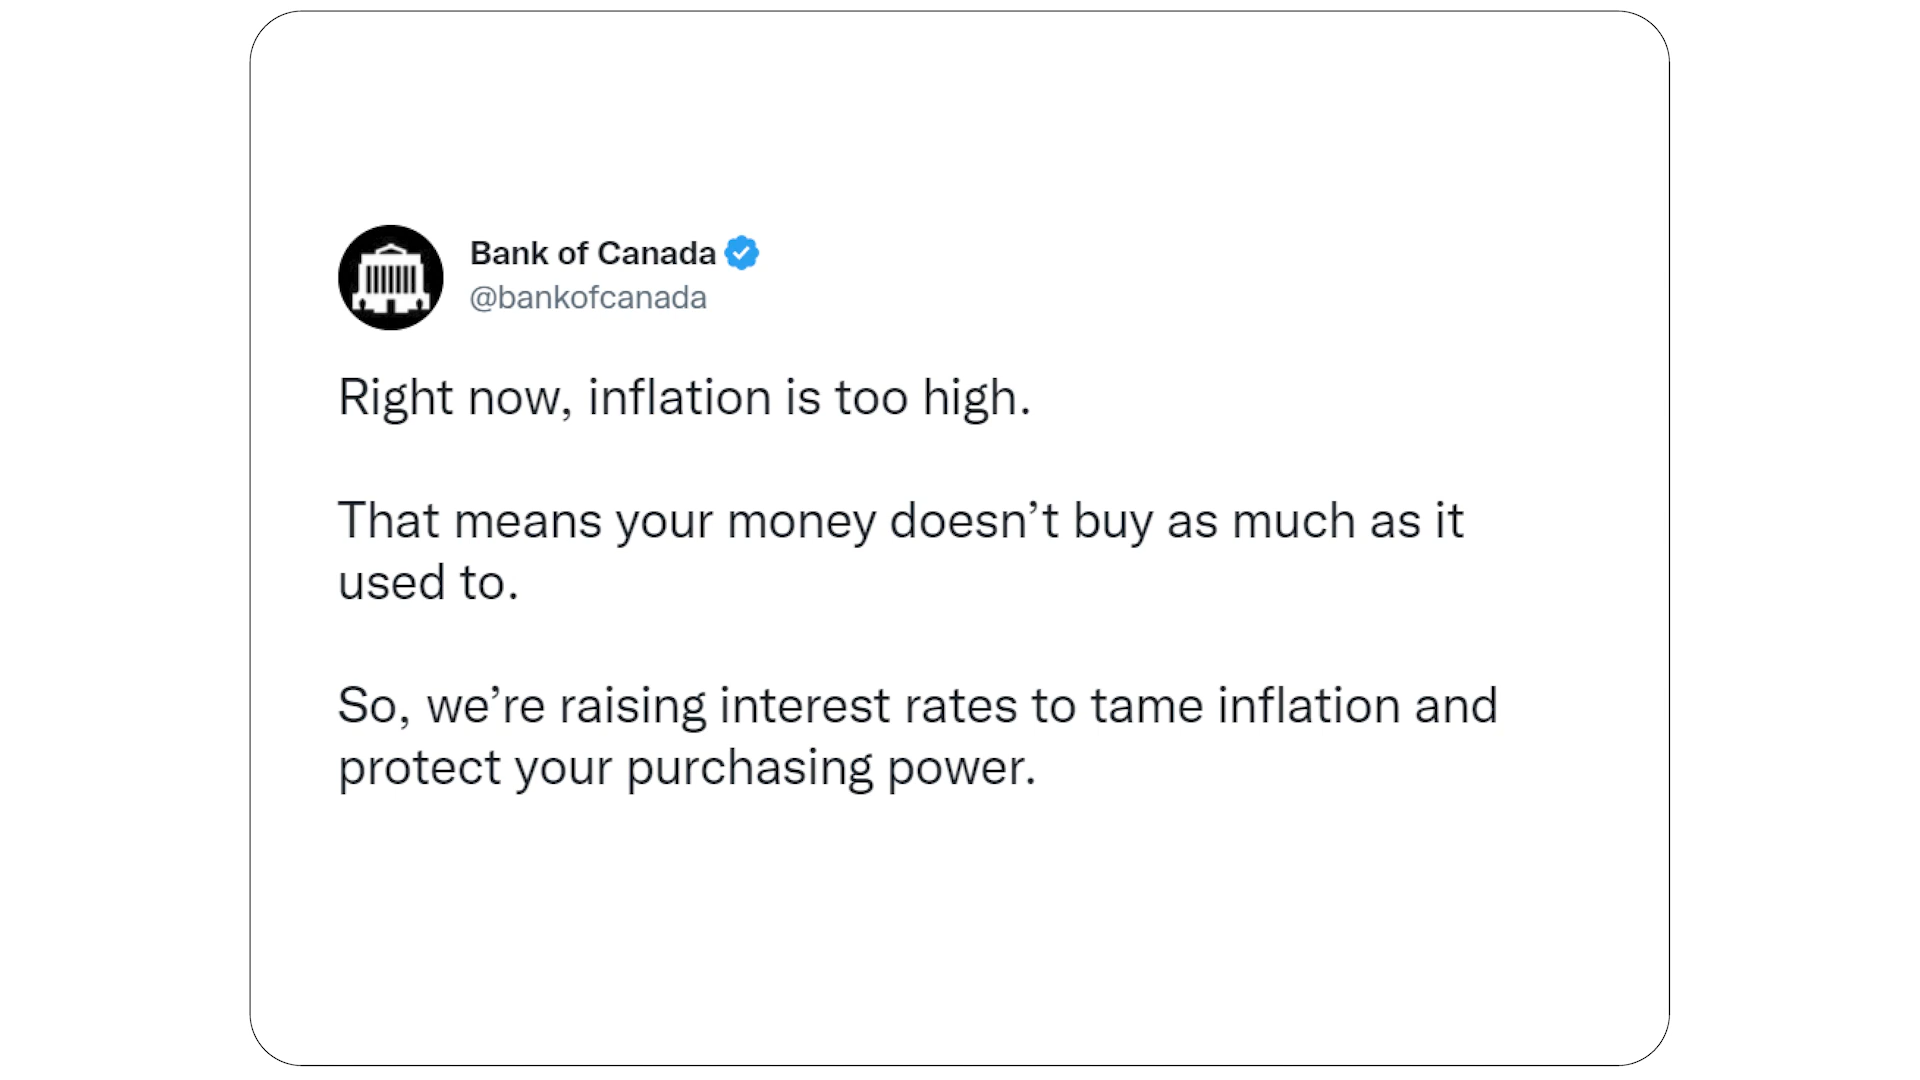 Bank of Canada
@bankofcanada
Right now, inflation is too high.
That means your money doesn’t buy as much as it
used to.
So, we’re raising interest rates to tame inflation and
protect your purchasing power.